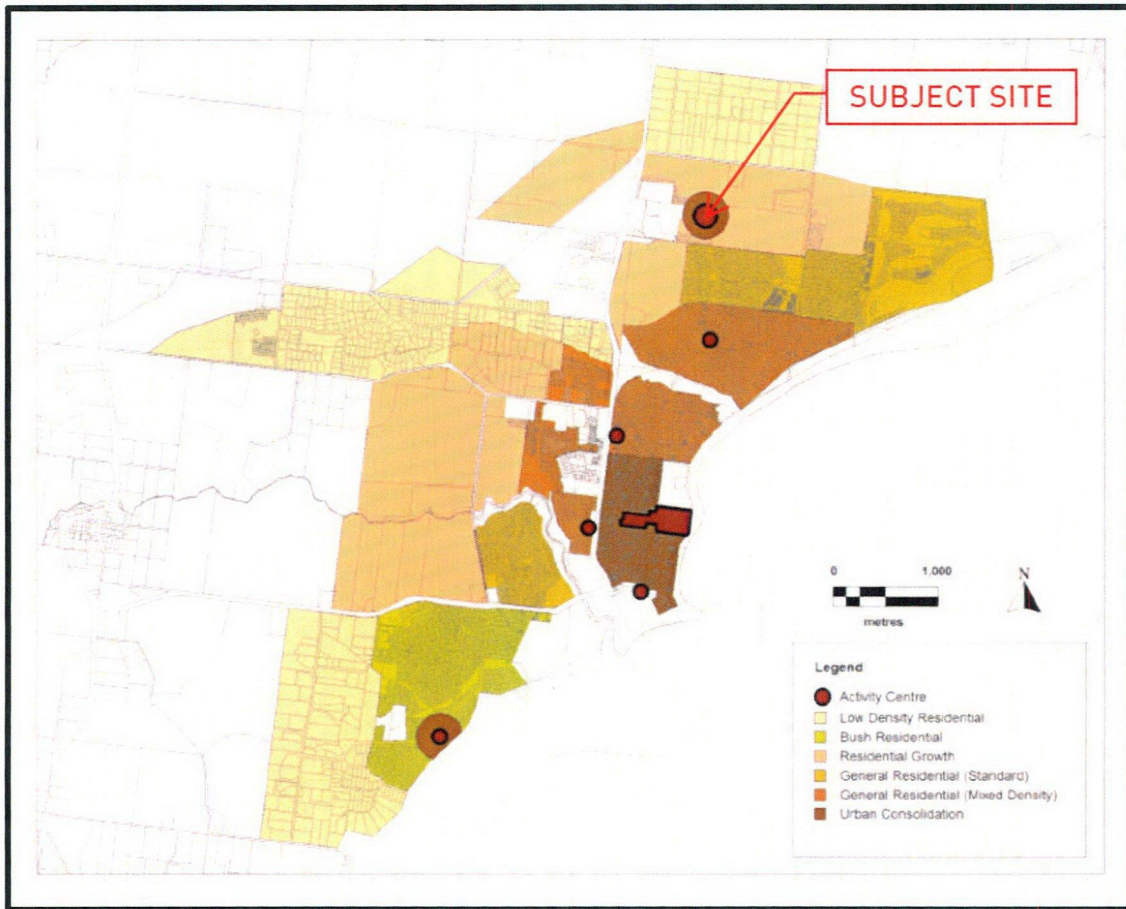 SUBJECT SITE
0 1,000
metres
N
Legend
Activity Centre
Low Density Residential
Bush Residential
Residential Growth
General Residential (Standard)
General Residential (Mixed Density)
Urban Consolidation